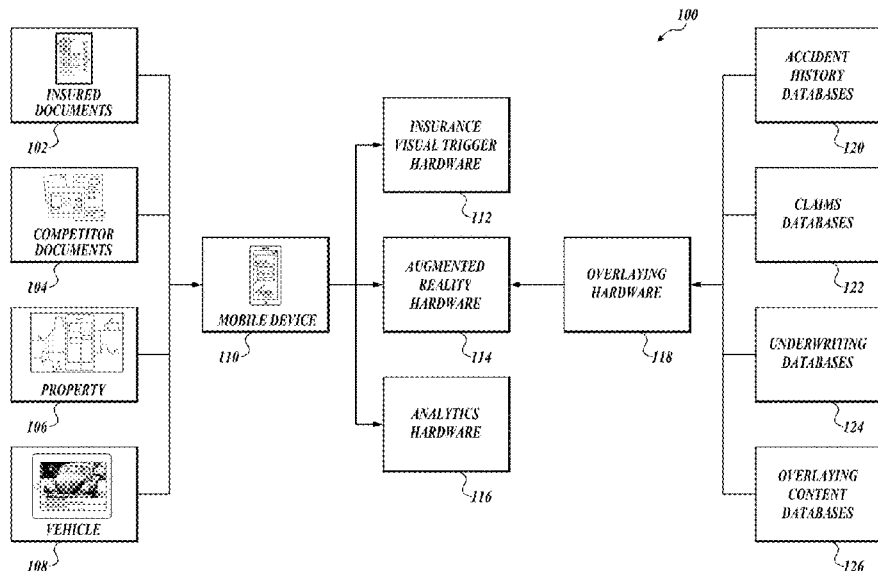 100
INSURED
DOCUMENTS
102
COMPETITOR
DOCUMENTS
104
PROPERTY
106
VEHICLE
108
MOBILE DEVICE
110
INSURANCE
VISUAL TRIGGER
HARDWARE
112
AUGMENTED
REALITY
HARDWARE
114
ANALYTICS
HARDWARE
116
OVERLAYING
HARDWARE
118
ACCIDENT
HISTORY
DATABASES
120
CLAIMS
DATABASES
122
UNDERWRITING
DATABASES
124
OVERLAYING
CONTENT
DATABASES
126